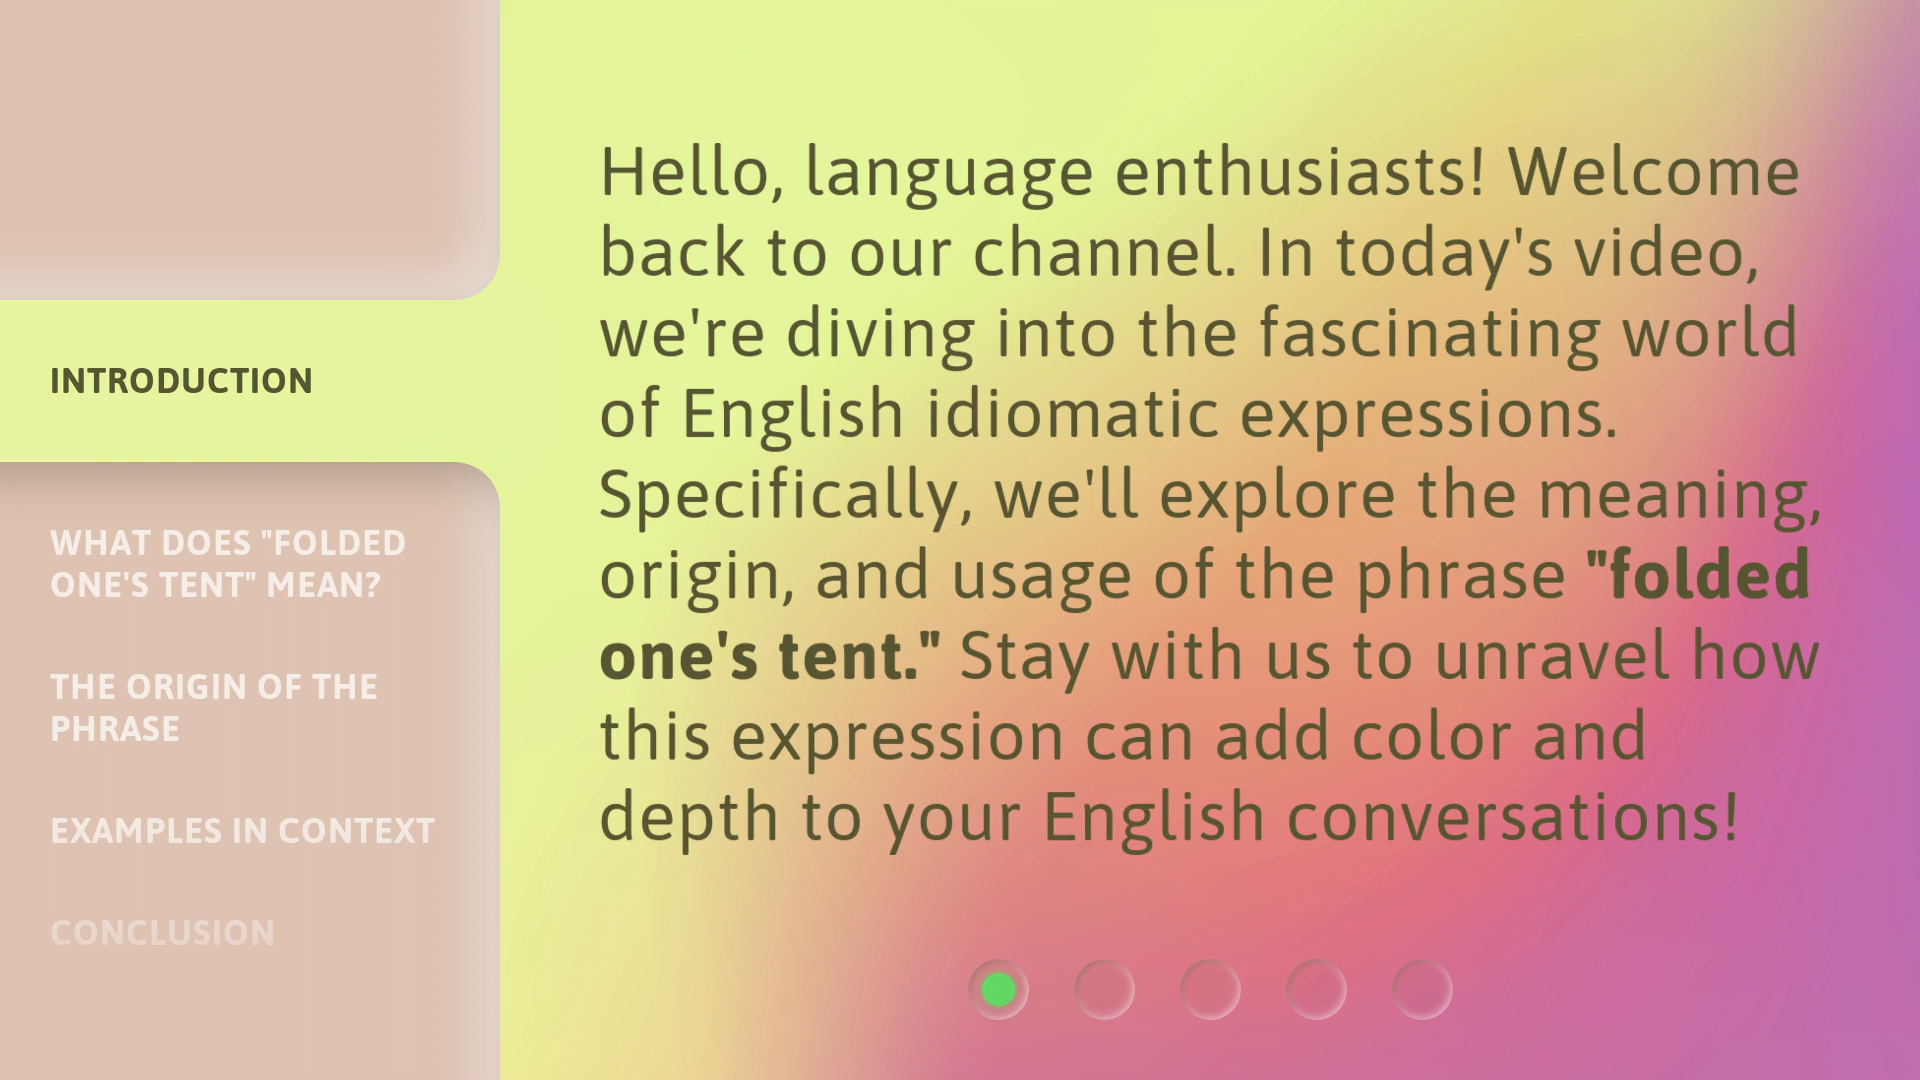 INTRODUCTION
WHAT DOES "FOLDED
ONE'S TENT" MEAN?
THE ORIGIN OF THE
PHRASE
EXAMPLES IN CONTEXT
CONCLUSION
Hello, language enthusiasts! Welcome
back to our channel. In today's video,
we're diving into the fascinating world
of English idiomatic expressions.
Specifically, we'll explore the meaning,
origin, and usage of the phrase "folded
one's tent." Stay with us to unravel how
this expression can add color and
depth to your English conversations!